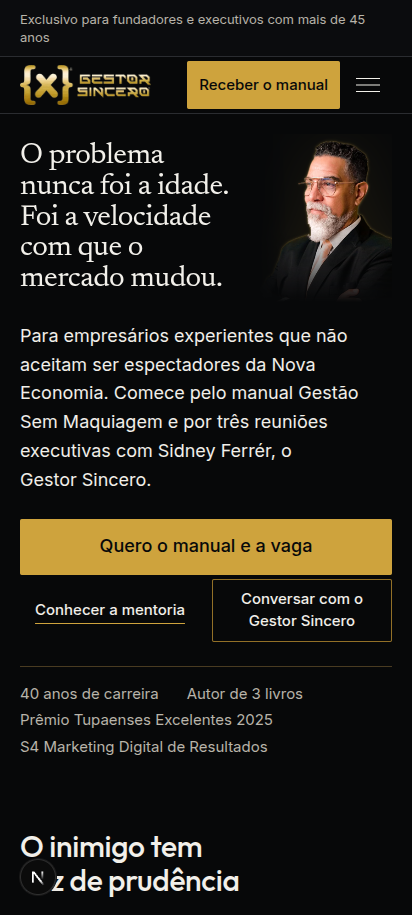 Exclusivo para fundadores e executivos com mais de 45
anos
{X} GESTOR
SINCERO
Receber o manual
O problema
nunca foi a idade.
Foi a velocidade
com que o
mercado mudou.
Para empresários experientes que não
aceitam ser espectadores da Nova
Economia. Comece pelo manual Gestão
Sem Maquiagem e por três reuniões
executivas com Sidney Ferrér, o
Gestor Sincero.
Quero o manual e a vaga
Conhecer a mentoria
Conversar com o
Gestor Sincero
40 anos de carreira Autor de 3 livros
Prêmio Tupaenses Excelentes 2025
S4 Marketing Digital de Resultados
O inimigo tem
N z de prudência